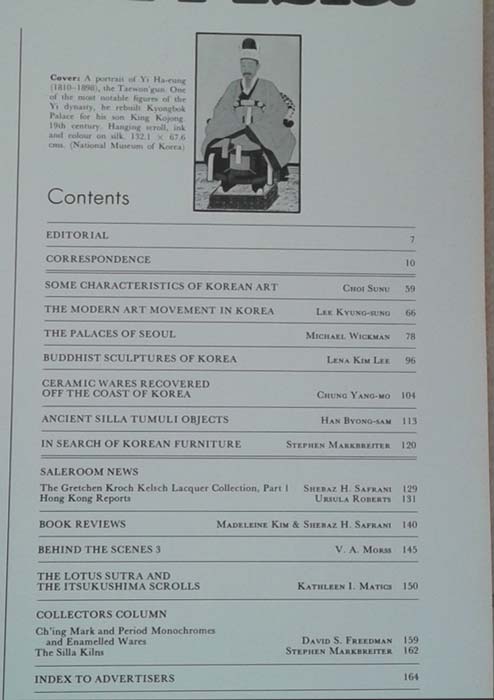 Cover: A portrait of Yi Ha-eung
(1810–1898), the Taewon'gun. One
of the most notable figures of the
Yi dynasty, he rebuilt Kyongbok
Palace for his son King Kojong.
19th century. Hanging scroll, ink
and colour on silk. 132.1 × 67.6
cms. (National Museum of Korea)
Contents
EDITORIAL 7
CORRESPONDENCE 10
SOME CHARACTERISTICS OF KOREAN ART CHOI SUNU 59
THE MODERN ART MOVEMENT IN KOREA LEE KYUNG-SUNG 66
THE PALACES OF SEOUL MICHAEL WICKMAN 78
BUDDHIST SCULPTURES OF KOREA LENA KIM LEE 96
CERAMIC WARES RECOVERED
OFF THE COAST OF KOREA CHUNG YANG-MO 104
ANCIENT SILLA TUMULI OBJECTS HAN BYONG-SAM 113
IN SEARCH OF KOREAN FURNITURE STEPHEN MARKBREITER 120
SALEROOM NEWS
The Gretchen Kroch Kelsch Lacquer Collection, Part I SHEBAZ H. SAFRANI 129
Hong Kong Reports URSULA ROBERTS 131
BOOK REVIEWS MADELEINE KIM & SHEBAZ H. SAFRANI 140
BEHIND THE SCENES 3 V. A. MORSS 145
THE LOTUS SUTRA AND
THE ITSUKUSHIMA SCROLLS KATHLEEN I. MATICS 150
COLLECTORS COLUMN
Ch'ing Mark and Period Monochromes
and Enamelled Wares DAVID S. FREEDMAN 159
The Silla Kilns STEPHEN MARKBREITER 162
INDEX TO ADVERTISERS 164